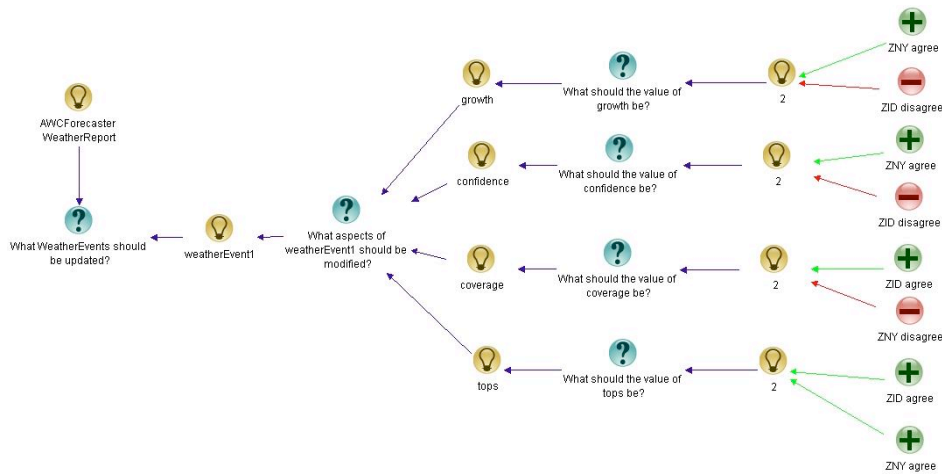 AWCForecaster
WeatherReport
What WeatherEvents should
be updated?
weatherEvent1
What aspects of
weatherEvent1 should be
modified?
growth
What should the value of
growth be?
2
ZNY agree
ZID disagree
confidence
What should the value of
confidence be?
2
ZNY agree
ZID disagree
coverage
What should the value of
coverage be?
2
ZID agree
ZNY disagree
tops
What should the value of
tops be?
2
ZID agree
ZNY agree